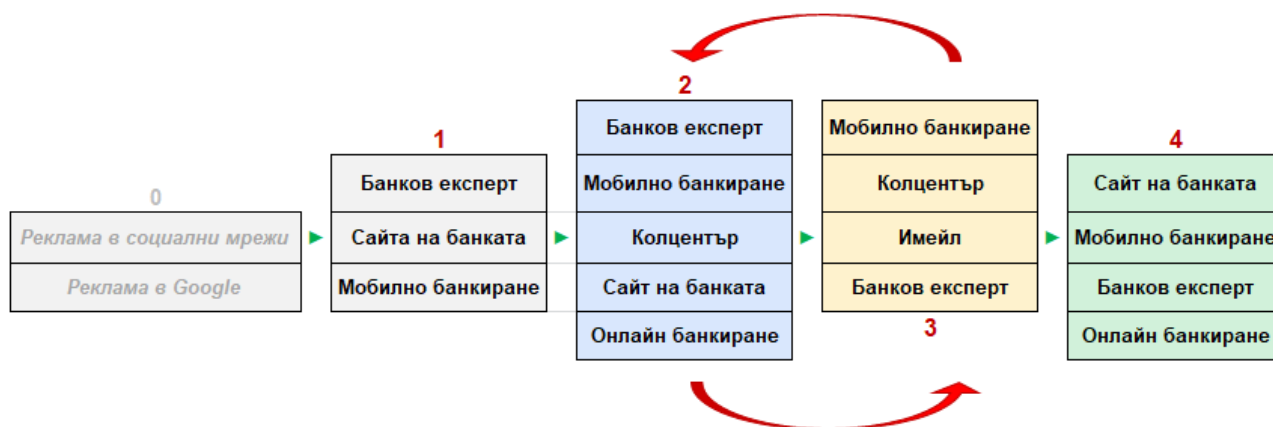 0
Реклама в социални мрежи
Реклама в Google
1
Банков експерт
Сайта на банката
Мобилно банкиране
2
Банков експерт
Мобилно банкиране
Колцентър
Сайт на банката
Онлайн банкиране
Мобилно банкиране
Колцентър
Имейл
Банков експерт
3
4
Сайт на банката
Мобилно банкиране
Банков експерт
Онлайн банкиране